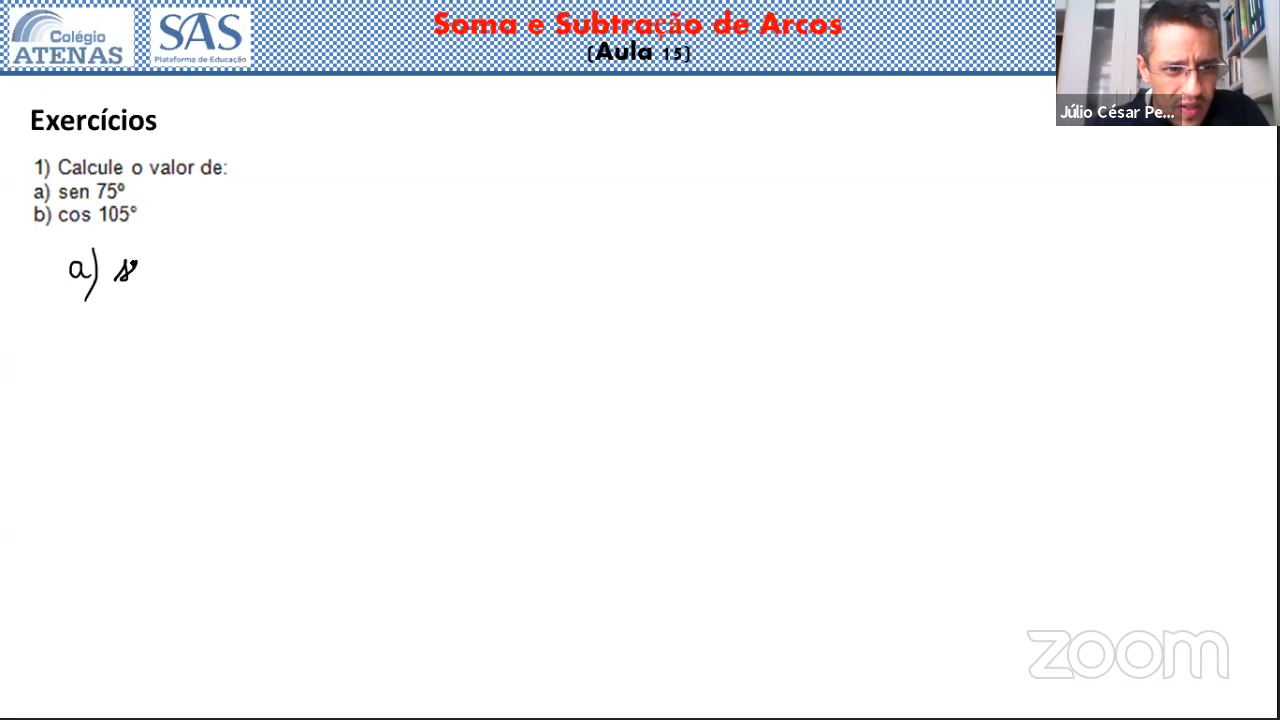 Colégio
ATENAS
SAS
Plataforma de Educação
Soma e Subtração de Arcos
(Aula 15)
Júlio César Pe...
Exercícios
1) Calcule o valor de:
a) sen 75º
b) cos 105°
a) s
zoom